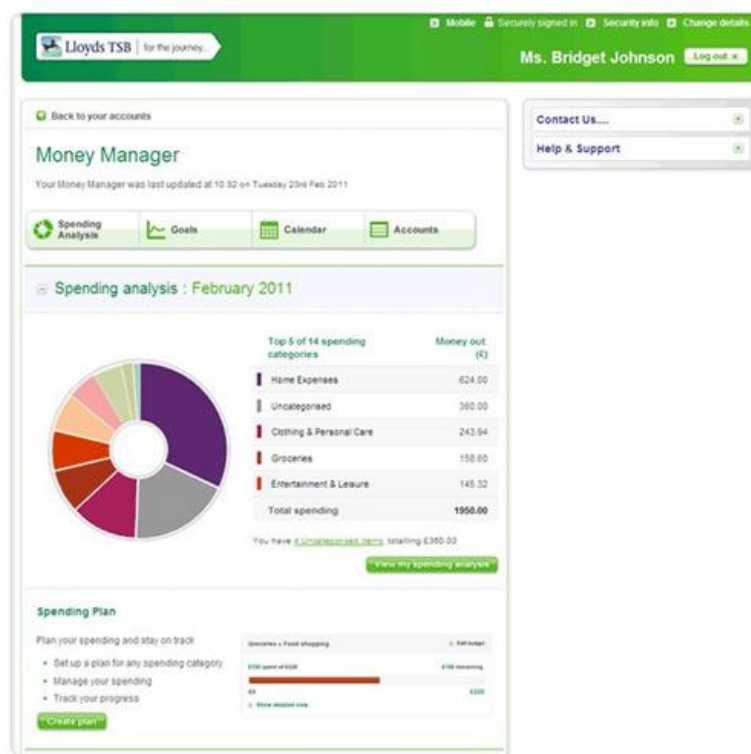 Mobile Securely signed in Security info Change details
Lloyds TSB | for the journey...
Ms. Bridget Johnson Log out x
Back to your accounts
Contact Us....
Help & Support
Money Manager
Your Money Manager was last updated at 10:32 on Tuesday 23rd Feb 2011
Spending Analysis
Goals
Calendar
Accounts
Spending analysis : February 2011
Top 5 of 14 spending categories Money out (£)
Home Expenses 624.00
Uncategorised 360.00
Clothing & Personal Care 243.94
Groceries 158.60
Entertainment & Leisure 145.32
Total spending 1950.00
You have 4 Uncategorised items, totalling £360.00
View my spending analysis
Spending Plan
Plan your spending and stay on track
Set up a plan for any spending category
Manage your spending
Track your progress
Create plan
Groceries & Food shopping Edit budget
spent of remaining
£0
Show detailed view